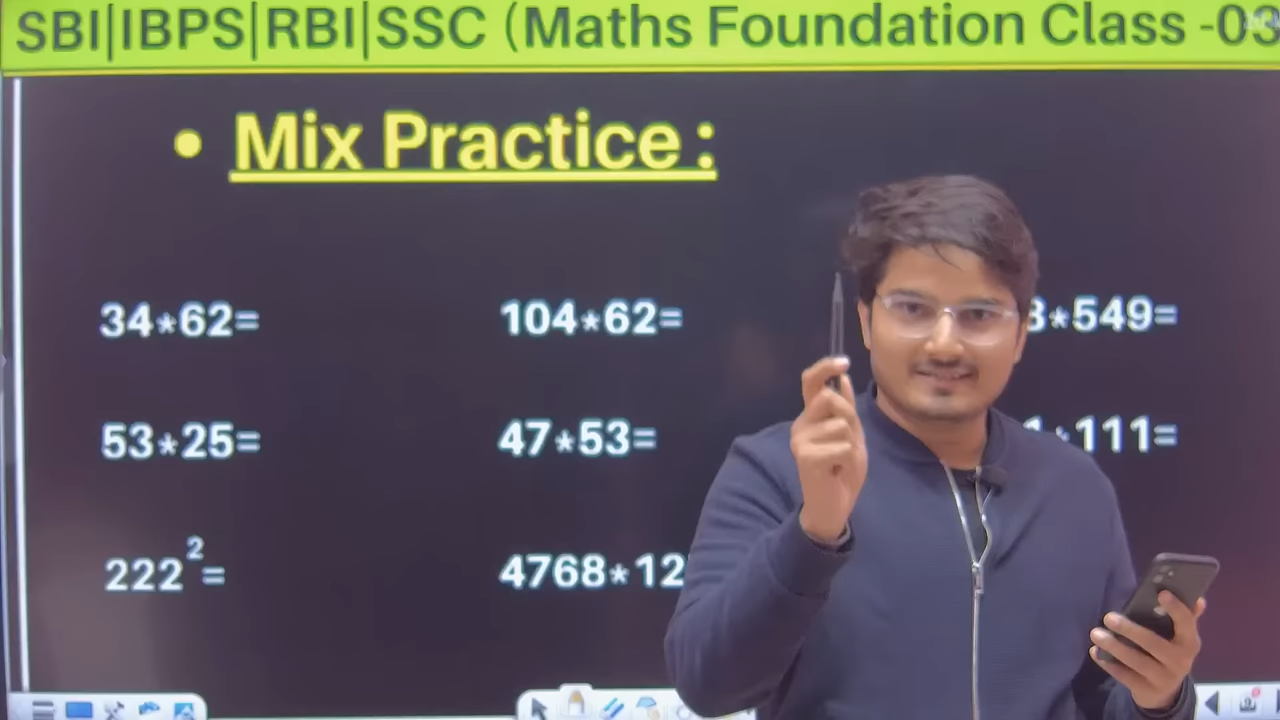 SBI|IBPS|RBI|SSC (Maths Foundation Class -03
• Mix Practice :
34*62= 104*62= *549=
53*25= 47*53= *111=
222²= 4768*12